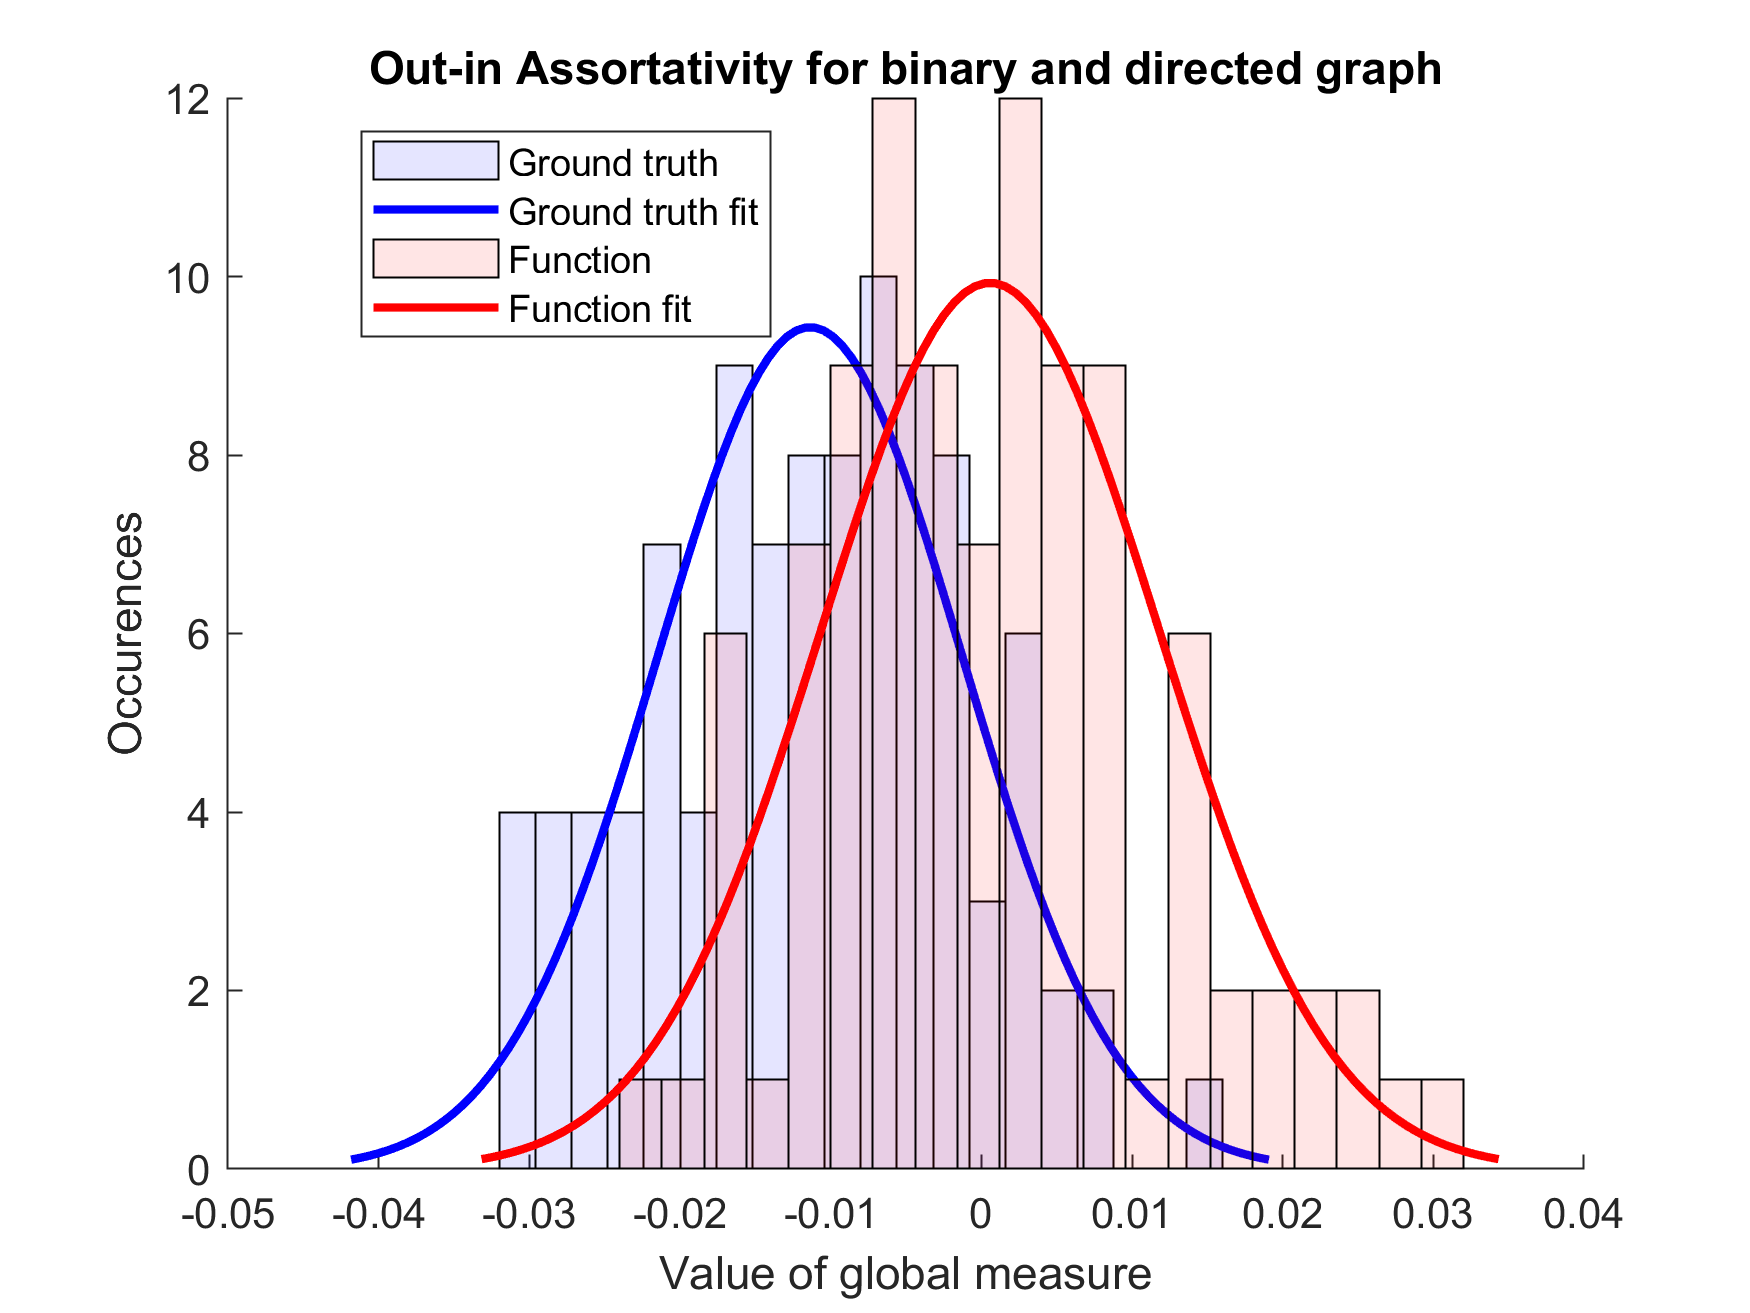 Out-in Assortativity for binary and directed graph
Ground truth
Ground truth fit
Function
Function fit
Occurences
12
10
8
6
4
2
0
-0.05 -0.04 -0.03 -0.02 -0.01 0 0.01 0.02 0.03 0.04
Value of global measure